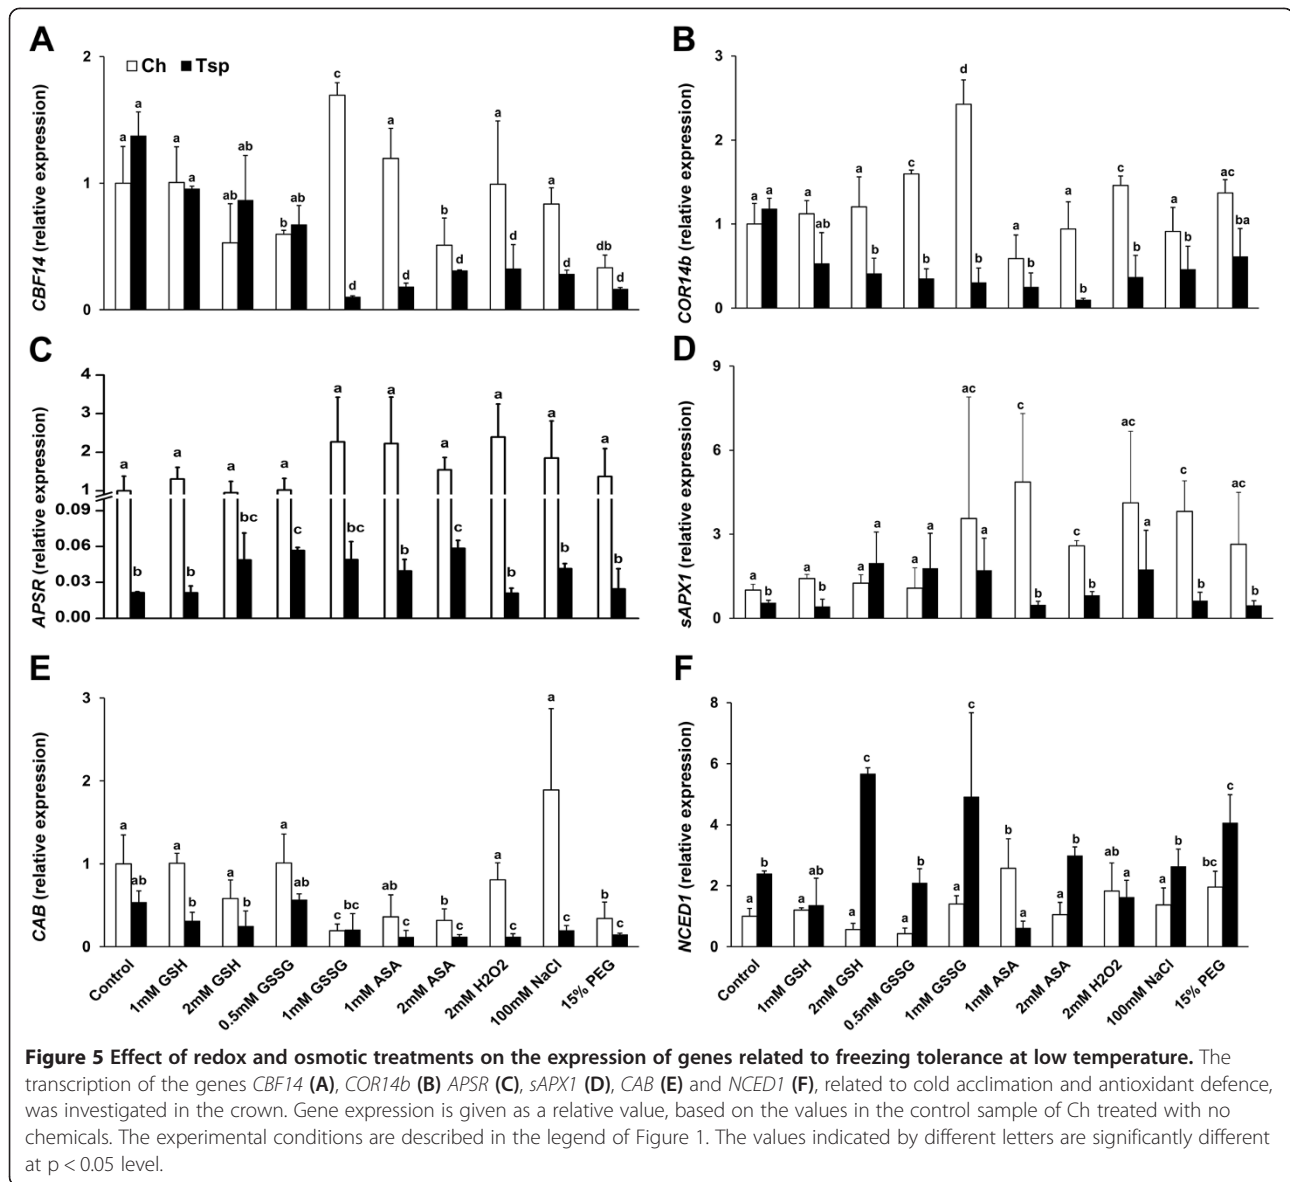 A
CBF14 (relative expression)
2
1
0
Ch Tsp
a a a a ab ab b ab c d a d b d a d a d db d
B
COR14b (relative expression)
3
2
1
0
a a a ab a b c b d b a b a b c b a b ac ba
C
APSR (relative expression)
4
3
2
1
0.09
0.06
0.03
0.00
a b a b a bc a c a bc a b a c a b a b a b
D
sAPX1 (relative expression)
9
6
3
0
a b a b a a a a ac a c b c b ac a c b ac b
E
CAB (relative expression)
3
2
1
0
a ab a b a b a ab c bc ab c b c a c a c b c
Control 1mM GSH 2mM GSH 0.5mM GSSG 1mM GSSG 1mM ASA 2mM ASA 2mM H2O2 100mM NaCl 15% PEG
F
NCED1 (relative expression)
8
6
4
2
0
a b a ab a c a b a c b a a b ab a a b bc c
Control 1mM GSH 2mM GSH 0.5mM GSSG 1mM GSSG 1mM ASA 2mM ASA 2mM H2O2 100mM NaCl 15% PEG
Figure 5 Effect of redox and osmotic treatments on the expression of genes related to freezing tolerance at low temperature. The
transcription of the genes CBF14 (A), COR14b (B) APSR (C), sAPX1 (D), CAB (E) and NCED1 (F), related to cold acclimation and antioxidant defence,
was investigated in the crown. Gene expression is given as a relative value, based on the values in the control sample of Ch treated with no
chemicals. The experimental conditions are described in the legend of Figure 1. The values indicated by different letters are significantly different
at p < 0.05 level.